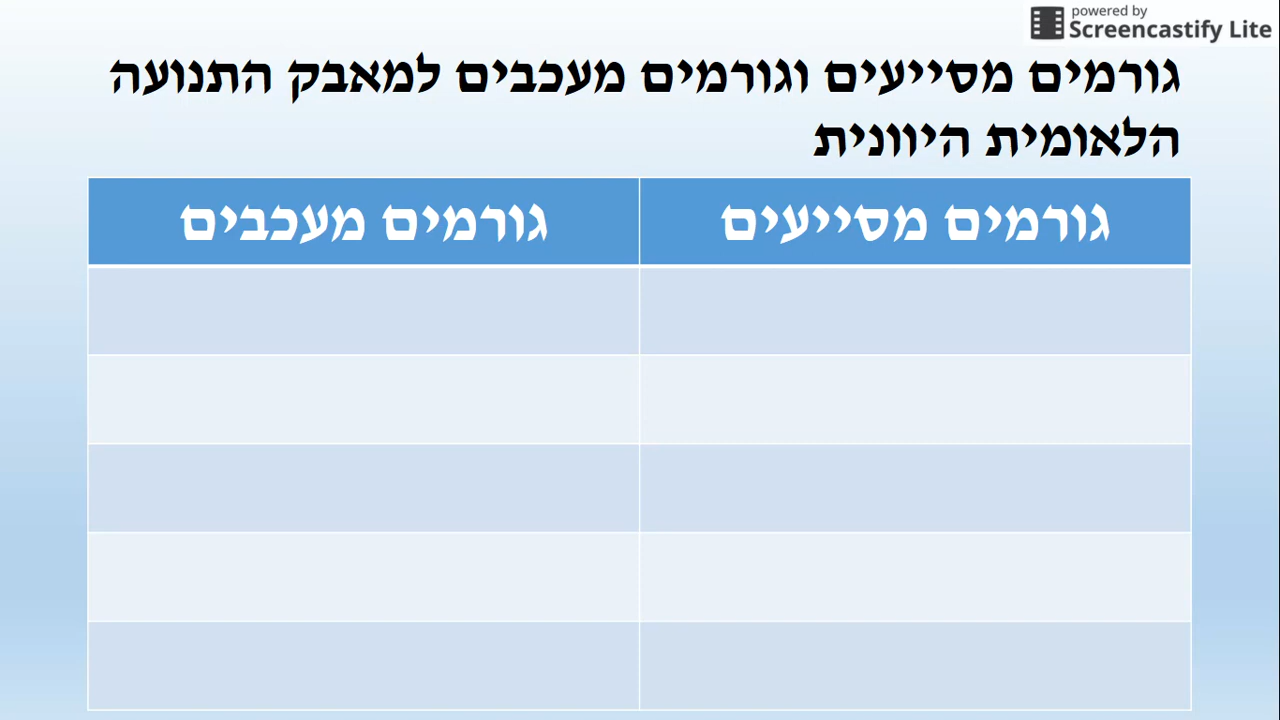 powered by
Screencastify Lite
גורמים מסייעים וגורמים מעכבים למאבק התנועה
הלאומית היוונית
גורמים מסייעים
גורמים מעכבים